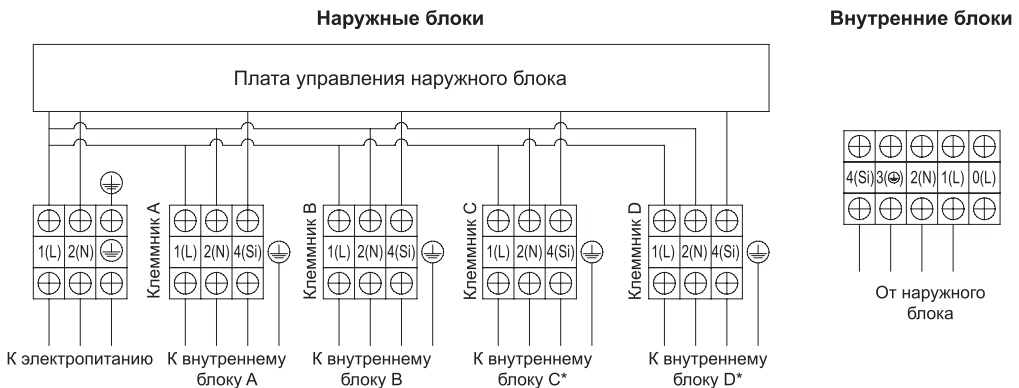 Наружные блоки
Внутренние блоки
Плата управления наружного блока
1(L) 2(N)
Клеммник A
1(L) 2(N) 4(Si)
Клеммник B
1(L) 2(N) 4(Si)
Клеммник C
1(L) 2(N) 4(Si)
Клеммник D
1(L) 2(N) 4(Si)
4(Si) 3(⏚) 2(N) 1(L) 0(L)
От наружного
блока
К электропитанию
К внутреннему
блоку A
К внутреннему
блоку B
К внутреннему
блоку C*
К внутреннему
блоку D*